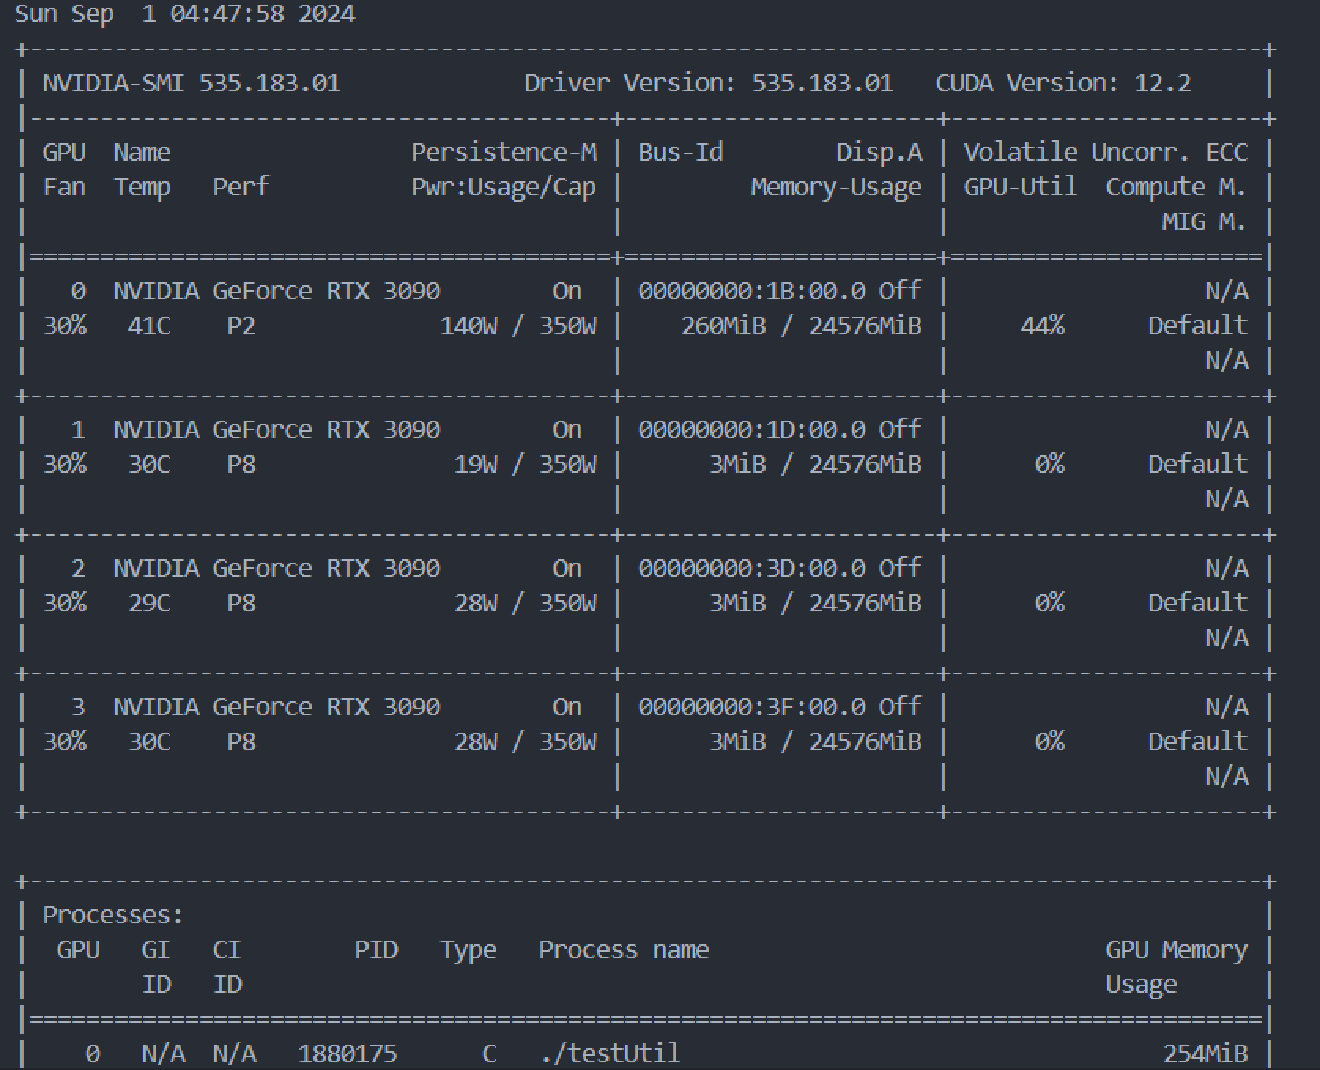 Sun Sep  1 04:47:58 2024
+---------------------------------------------------------------------------------------+
| NVIDIA-SMI 535.183.01             Driver Version: 535.183.01   CUDA Version: 12.2     |
|-----------------------------------------+----------------------+----------------------+
| GPU  Name                 Persistence-M | Bus-Id        Disp.A | Volatile Uncorr. ECC |
| Fan  Temp   Perf          Pwr:Usage/Cap |         Memory-Usage | GPU-Util  Compute M. |
|                                         |                      |               MIG M. |
|=========================================+======================+======================|
|   0  NVIDIA GeForce RTX 3090        On  | 00000000:1B:00.0 Off |                  N/A |
| 30%   41C    P2             140W / 350W |    260MiB / 24576MiB |     44%      Default |
|                                         |                      |                  N/A |
+-----------------------------------------+----------------------+----------------------+
|   1  NVIDIA GeForce RTX 3090        On  | 00000000:1D:00.0 Off |                  N/A |
| 30%   30C    P8              19W / 350W |      3MiB / 24576MiB |      0%      Default |
|                                         |                      |                  N/A |
+-----------------------------------------+----------------------+----------------------+
|   2  NVIDIA GeForce RTX 3090        On  | 00000000:3D:00.0 Off |                  N/A |
| 30%   29C    P8              28W / 350W |      3MiB / 24576MiB |      0%      Default |
|                                         |                      |                  N/A |
+-----------------------------------------+----------------------+----------------------+
|   3  NVIDIA GeForce RTX 3090        On  | 00000000:3F:00.0 Off |                  N/A |
| 30%   30C    P8              28W / 350W |      3MiB / 24576MiB |      0%      Default |
|                                         |                      |                  N/A |
+-----------------------------------------+----------------------+----------------------+

+---------------------------------------------------------------------------------------+
| Processes:                                                                            |
|  GPU   GI   CI        PID   Type   Process name                            GPU Memory |
|        ID   ID                                                             Usage      |
|=======================================================================================|
|    0   N/A  N/A   1880175      C   ./testUtil                                  254MiB |